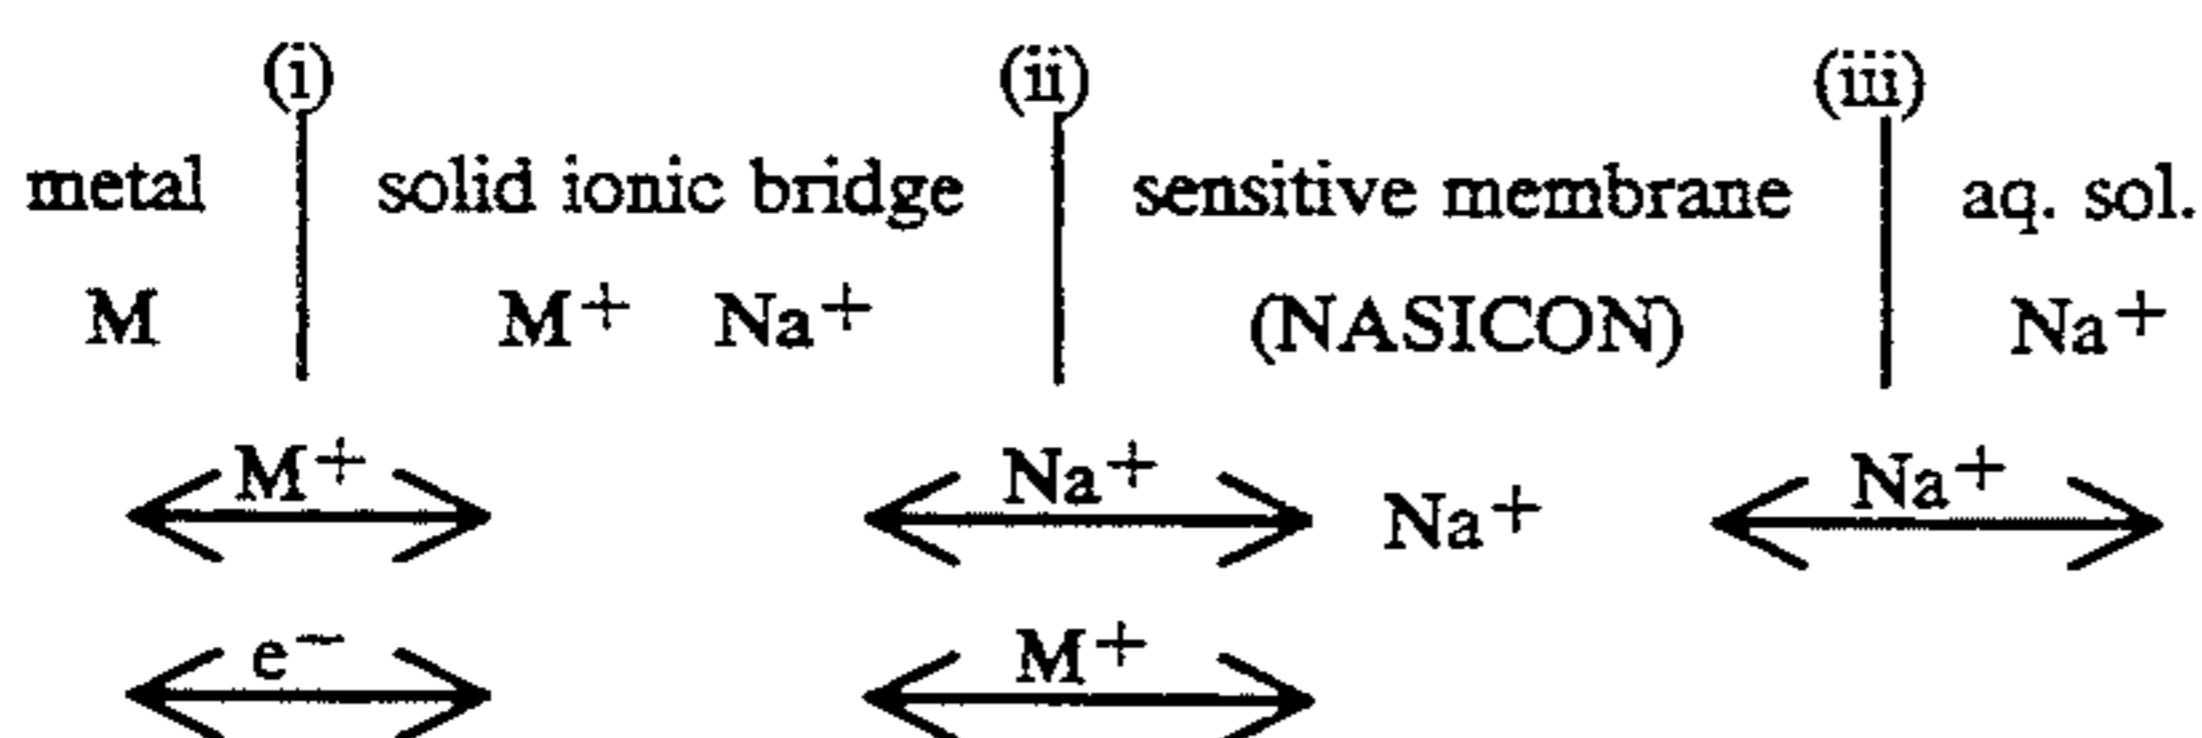 (i) (ii) (iii)
metal solid ionic bridge sensitive membrane aq. sol.
M M+ Na+ (NASICON) Na+
M+ Na+ Na+ Na+
e− M+